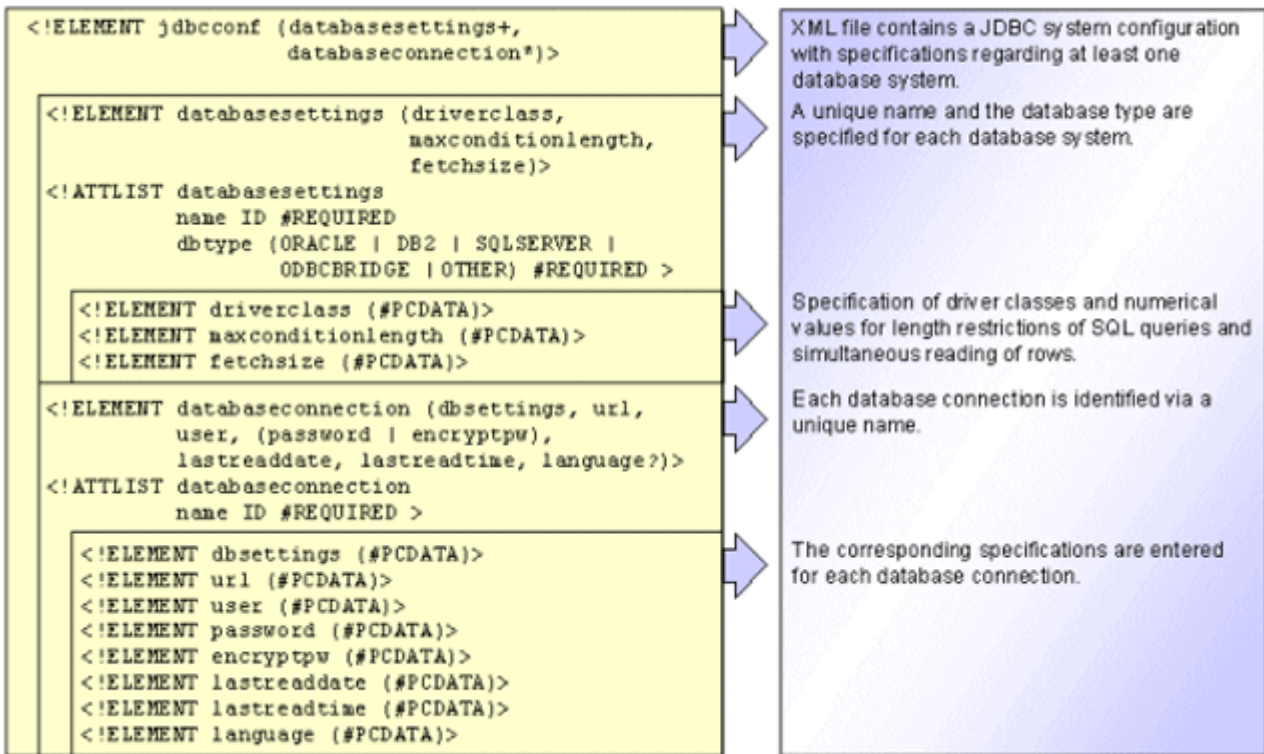 <!ELEMENT jdbcconf (databasesettings+,
databaseconnection*)>
XML file contains a JDBC system configuration
with specifications regarding at least one
database system.
<!ELEMENT databasesettings (driverclass,
maxconditionlength,
fetchsize)>
<!ATTLIST databasesettings
name ID #REQUIRED
dbtype (ORACLE | DB2 | SQLSERVER |
ODBCBRIDGE | OTHER) #REQUIRED >
A unique name and the database type are
specified for each database system.
<!ELEMENT driverclass (#PCDATA)>
<!ELEMENT maxconditionlength (#PCDATA)>
<!ELEMENT fetchsize (#PCDATA)>
Specification of driver classes and numerical
values for length restrictions of SQL queries and
simultaneous reading of rows.
<!ELEMENT databaseconnection (dbsettings, url,
user, (password | encryptpw),
lastreaddate, lastreadtime, language?)>
<!ATTLIST databaseconnection
name ID #REQUIRED >
Each database connection is identified via a
unique name.
<!ELEMENT dbsettings (#PCDATA)>
<!ELEMENT url (#PCDATA)>
<!ELEMENT user (#PCDATA)>
<!ELEMENT password (#PCDATA)>
<!ELEMENT encryptpw (#PCDATA)>
<!ELEMENT lastreaddate (#PCDATA)>
<!ELEMENT lastreadtime (#PCDATA)>
<!ELEMENT language (#PCDATA)>
The corresponding specifications are entered
for each database connection.